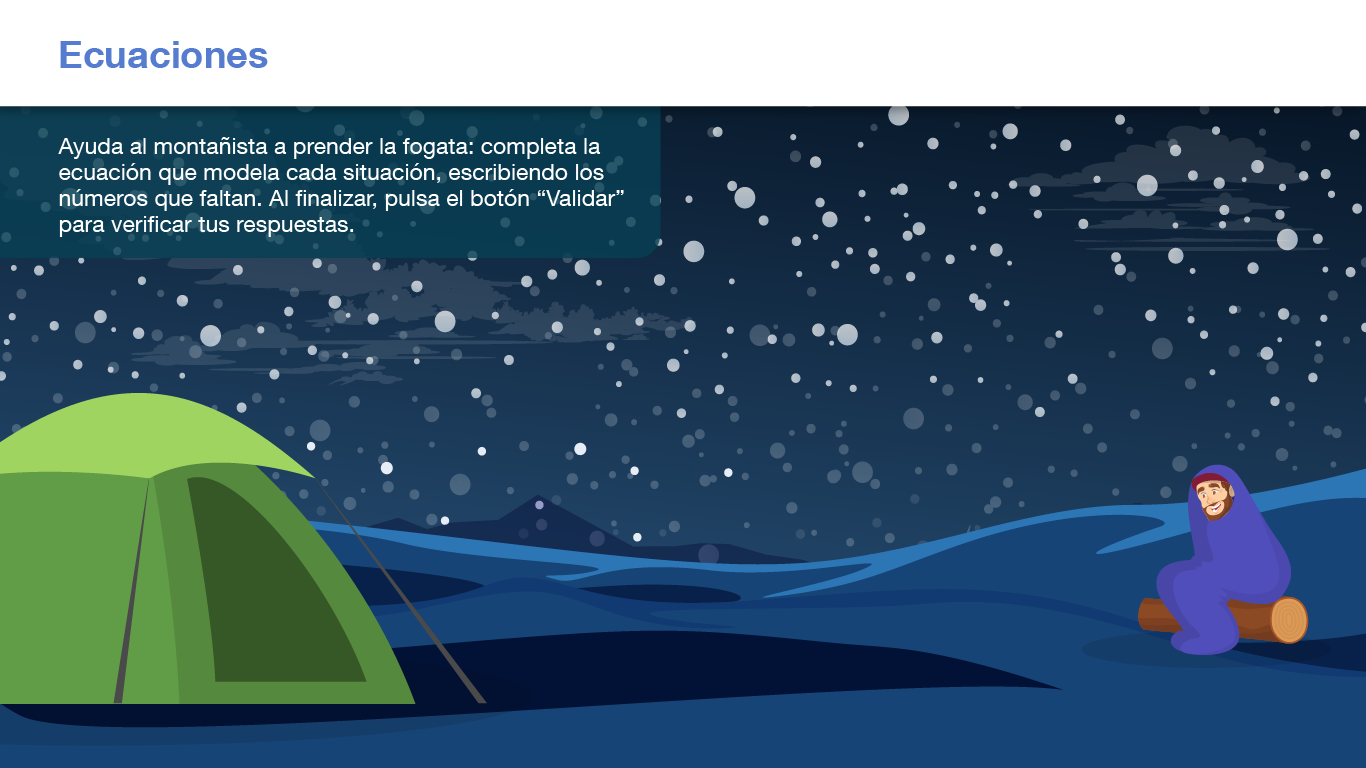 Ecuaciones
Ayuda al montañista a prender la fogata: completa la
ecuación que modela cada situación, escribiendo los
números que faltan. Al finalizar, pulsa el botón “Validar”
para verificar tus respuestas.